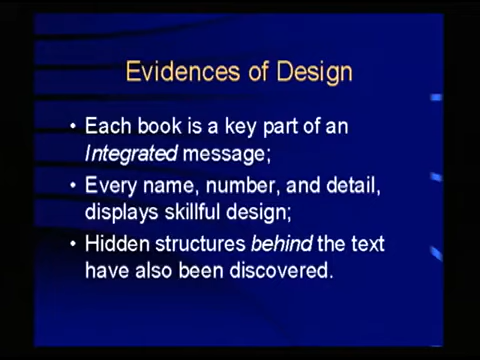 Evidences of Design
• Each book is a key part of an
Integrated message;
• Every name, number, and detail,
displays skillful design;
• Hidden structures behind the text
have also been discovered.